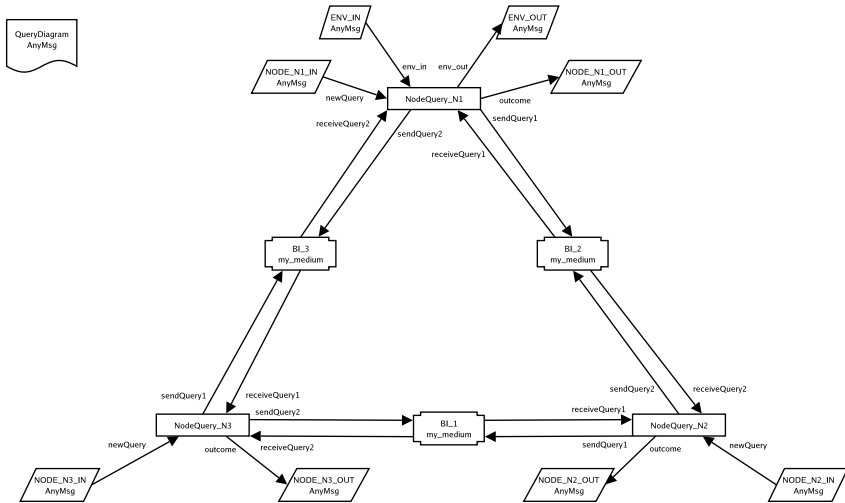 ENV_IN
AnyMsg
ENV_OUT
AnyMsg
QueryDiagram
AnyMsg
env_in
env_out
NODE_N1_IN
AnyMsg
NODE_N1_OUT
AnyMsg
newQuery
NodeQuery_N1
outcome
receiveQuery2
sendQuery2
sendQuery1
receiveQuery1
BI_3
my_medium
BI_2
my_medium
sendQuery1
receiveQuery1
sendQuery2
receiveQuery2
sendQuery2
receiveQuery1
NodeQuery_N3
BI_1
my_medium
NodeQuery_N2
newQuery
outcome
receiveQuery2
sendQuery1
outcome
newQuery
NODE_N3_IN
AnyMsg
NODE_N3_OUT
AnyMsg
NODE_N2_OUT
AnyMsg
NODE_N2_IN
AnyMsg